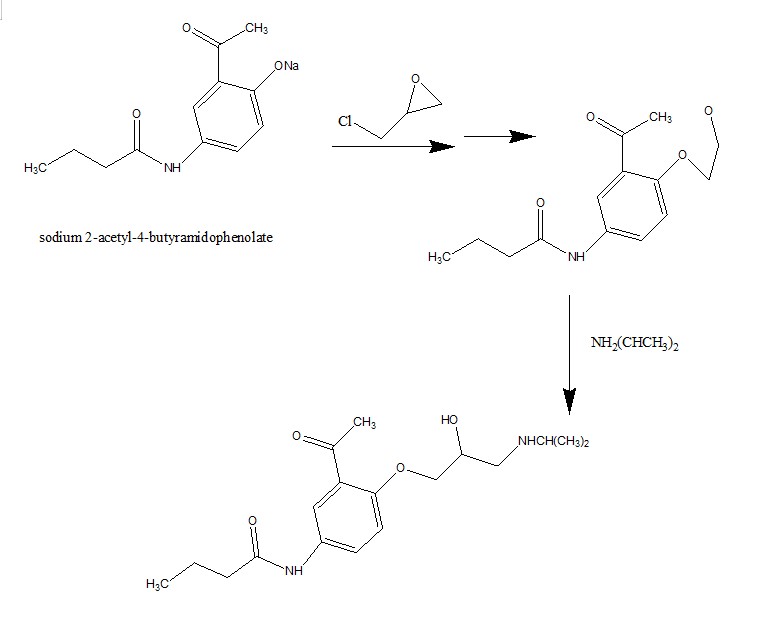 O
CH₃
ONa
O
Cl
O
H₃C
NH
sodium 2-acetyl-4-butyramidophenolate
O
CH₃
O
O
O
H₃C
NH
NH₂(CHCH₃)₂
O
CH₃
HO
NHCH(CH₃)₂
O
O
H₃C
NH